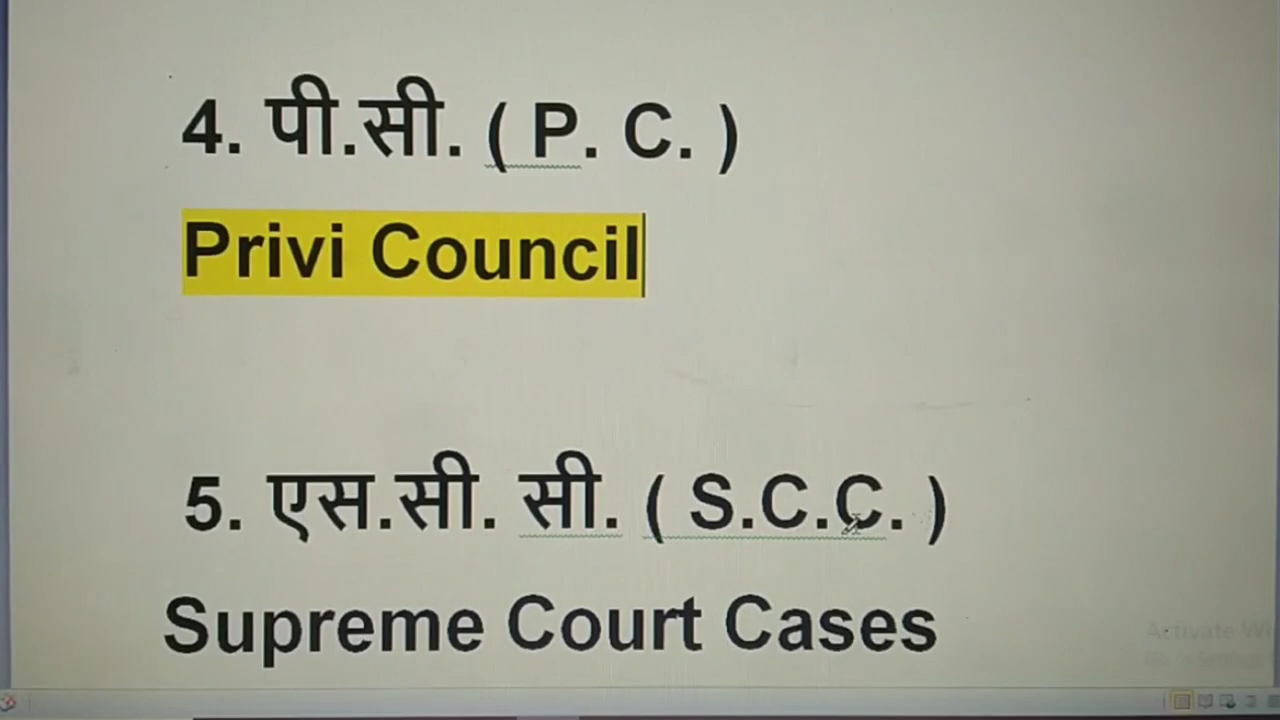 4. पी.सी. ( P. C. )
Privi Council
5. एस.सी. सी. ( S.C.C. )
Supreme Court Cases